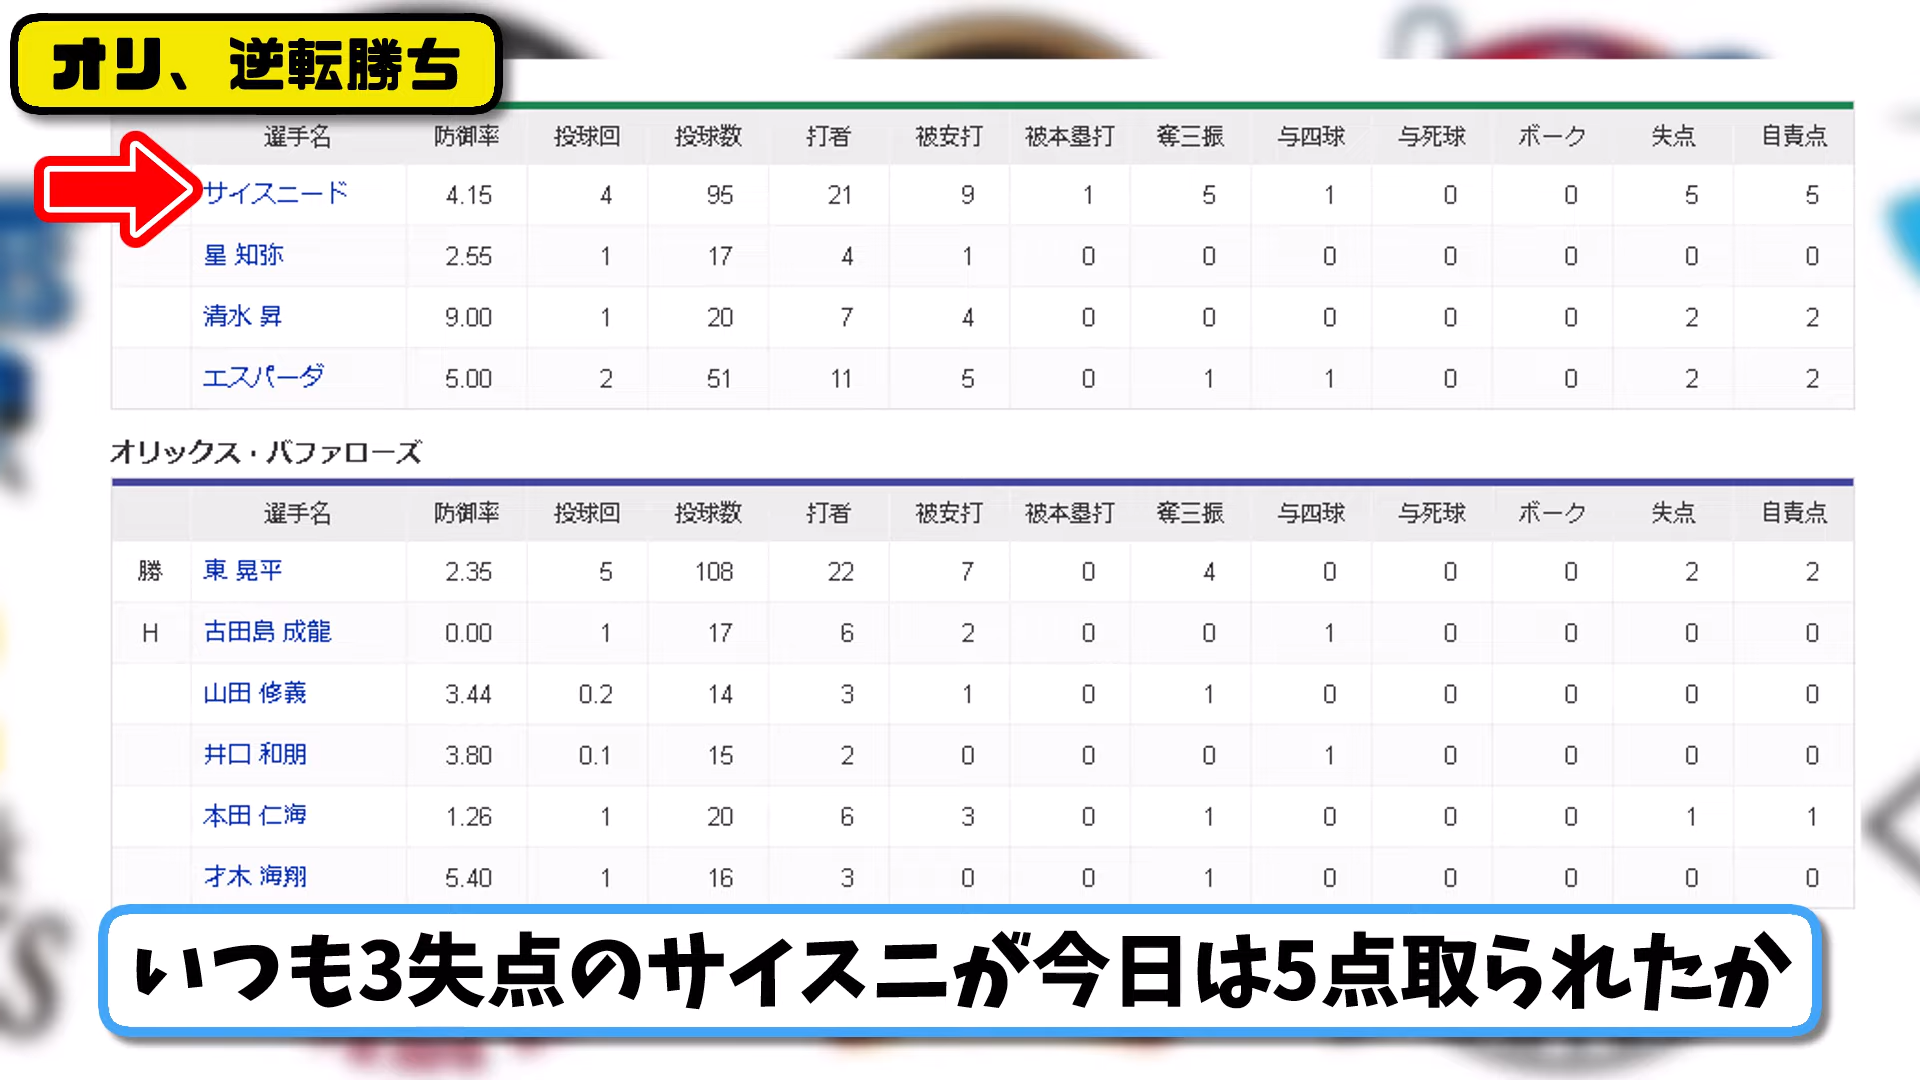 オリ、逆転勝ち
選手名 防御率 投球回 投球数 打者 被安打 被本塁打 奪三振 与四球 与死球 ボーク 失点 自責点
サイスニード 4.15 4 95 21 9 1 5 1 0 0 5 5
星 知弥 2.55 1 17 4 1 0 0 0 0 0 0 0
清水 昇 9.00 1 20 7 4 0 0 0 0 0 2 2
エスパーダ 5.00 2 51 11 5 0 1 1 0 0 2 2
オリックス・バファローズ
選手名 防御率 投球回 投球数 打者 被安打 被本塁打 奪三振 与四球 与死球 ボーク 失点 自責点
勝 東 晃平 2.35 5 108 22 7 0 4 0 0 0 2 2
H 古田島 成龍 0.00 1 17 6 2 0 0 1 0 0 0 0
山田 修義 3.44 0.2 14 3 1 0 1 0 0 0 0 0
井口 和朋 3.80 0.1 15 2 0 0 0 1 0 0 0 0
本田 仁海 1.26 1 20 6 3 0 1 0 0 0 1 1
才木 海翔 5.40 1 16 3 0 0 1 0 0 0 0 0
いつも3失点のサイスニが今日は5点取られたか